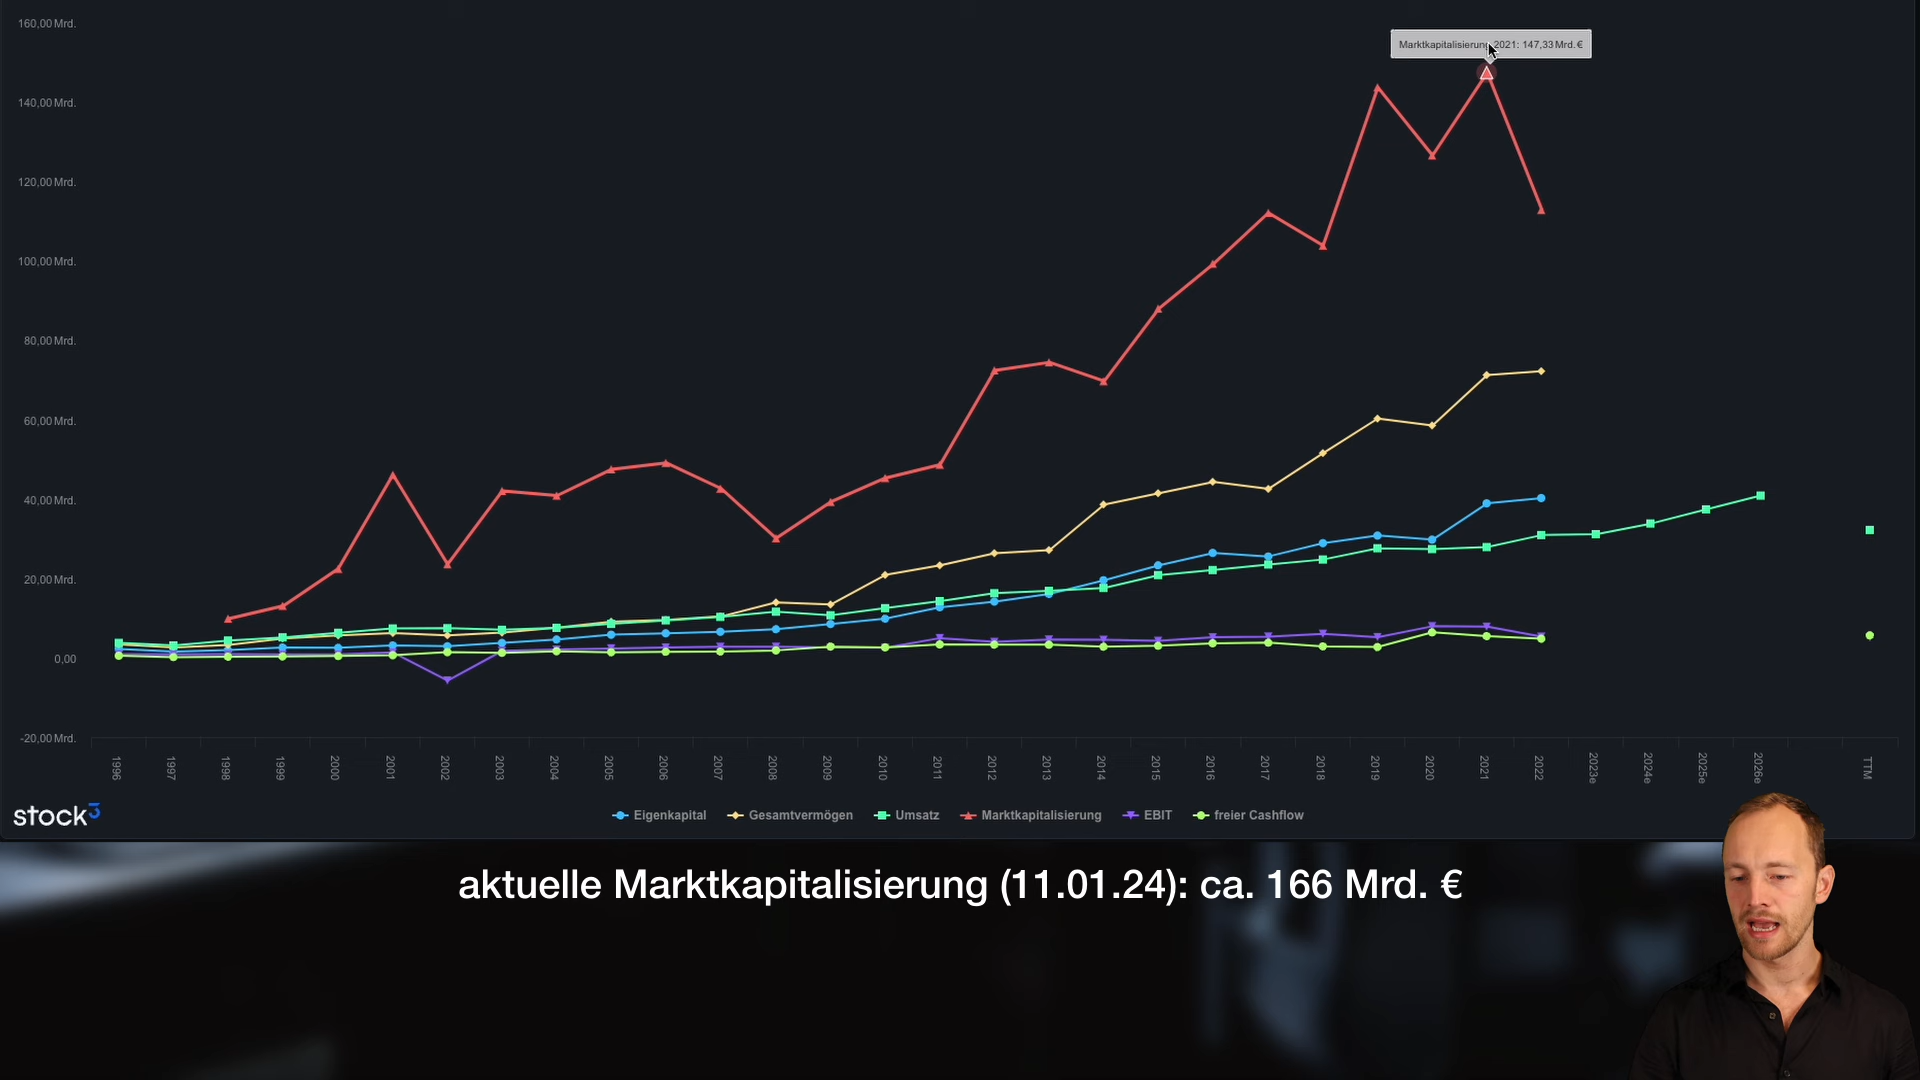 160,00 Mrd.
Marktkapitalisierung 2021: 147,33 Mrd. €
140,00 Mrd.
120,00 Mrd.
100,00 Mrd.
80,00 Mrd.
60,00 Mrd.
40,00 Mrd.
20,00 Mrd.
0,00
-20,00 Mrd.
1996 1997 1998 1999 2000 2001 2002 2003 2004 2005 2006 2007 2008 2009 2010 2011 2012 2013 2014 2015 2016 2017 2018 2019 2020 2021 2022 2023e 2024e 2025e 2026e TTM
stock3
Eigenkapital Gesamtvermögen Umsatz Marktkapitalisierung EBIT freier Cashflow
aktuelle Marktkapitalisierung (11.01.24): ca. 166 Mrd. €